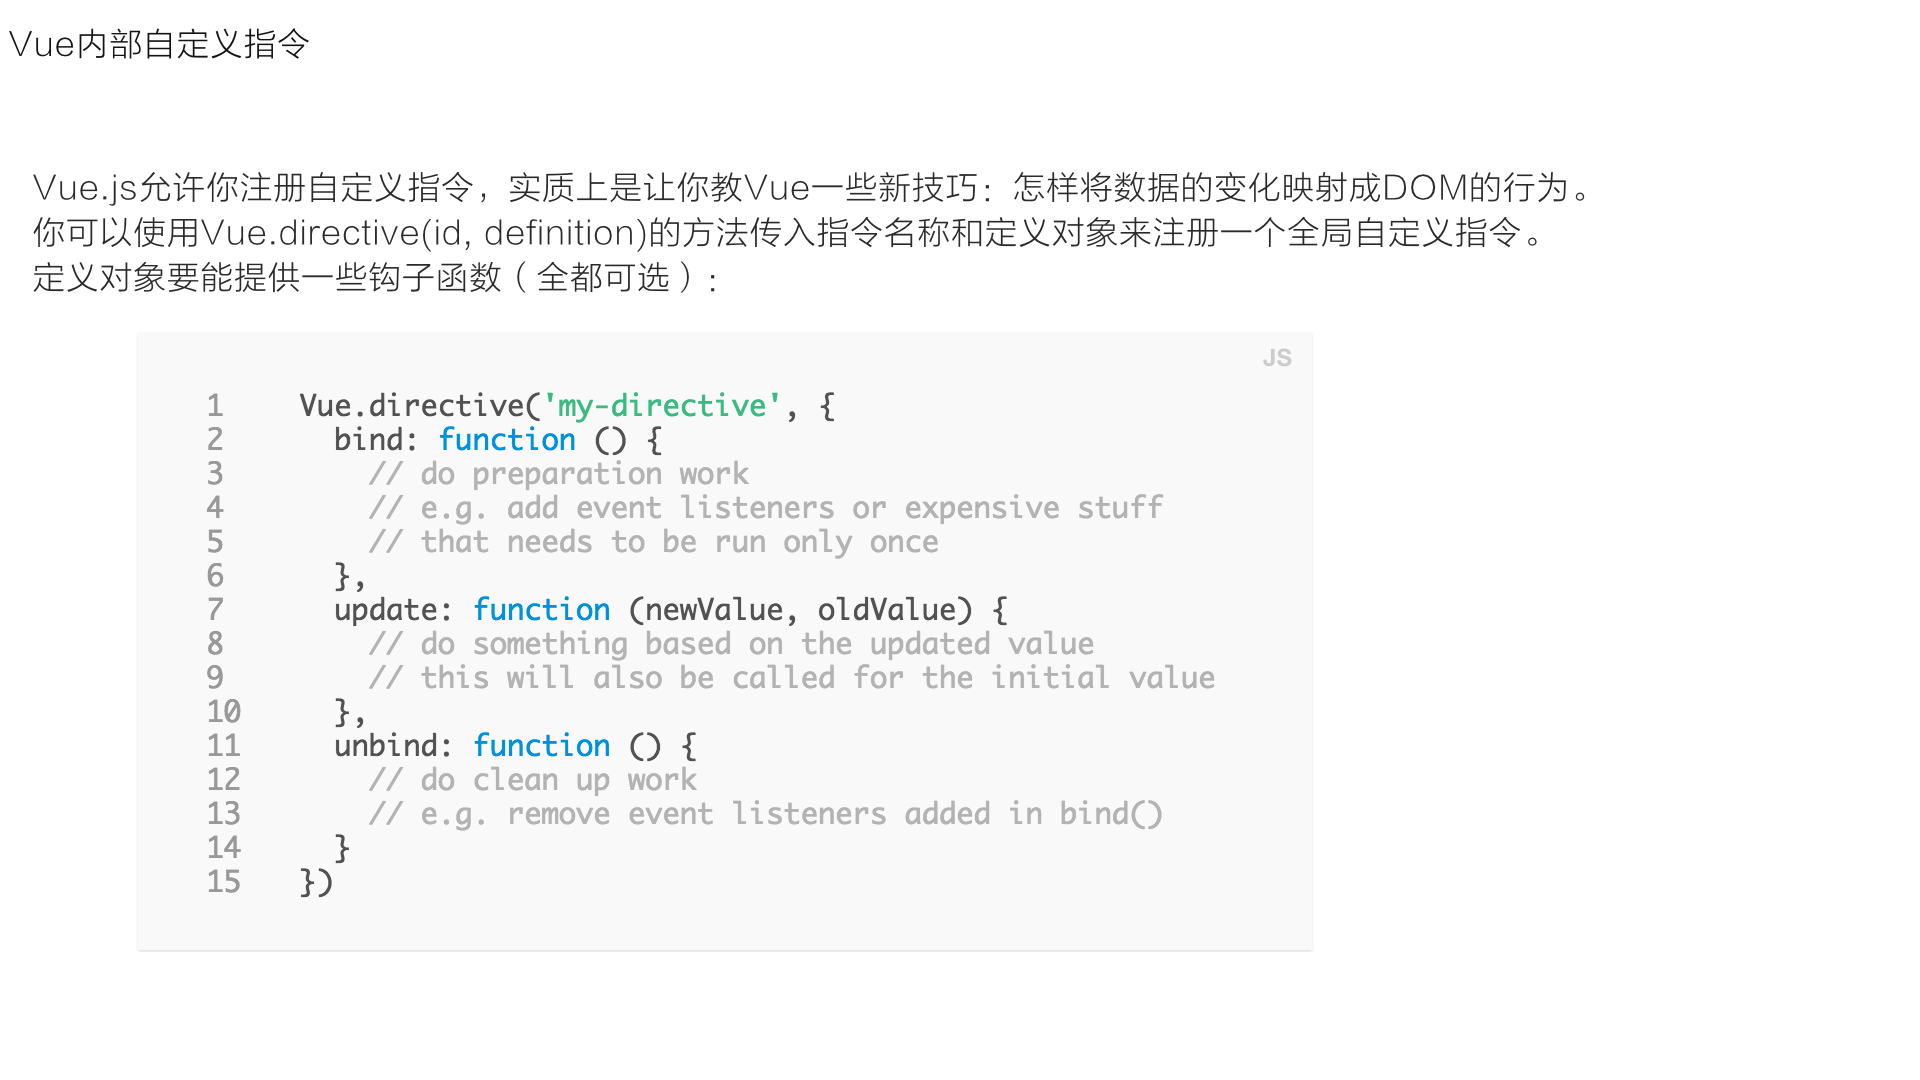 Vue内部自定义指令
Vue.js允许你注册自定义指令，实质上是让你教Vue一些新技巧：怎样将数据的变化映射成DOM的行为。
你可以使用Vue.directive(id, definition)的方法传入指令名称和定义对象来注册一个全局自定义指令。
定义对象要能提供一些钩子函数（全都可选）：
JS
1 Vue.directive('my-directive', {
2   bind: function () {
3     // do preparation work
4     // e.g. add event listeners or expensive stuff
5     // that needs to be run only once
6   },
7   update: function (newValue, oldValue) {
8     // do something based on the updated value
9     // this will also be called for the initial value
10   },
11   unbind: function () {
12     // do clean up work
13     // e.g. remove event listeners added in bind()
14   }
15 })